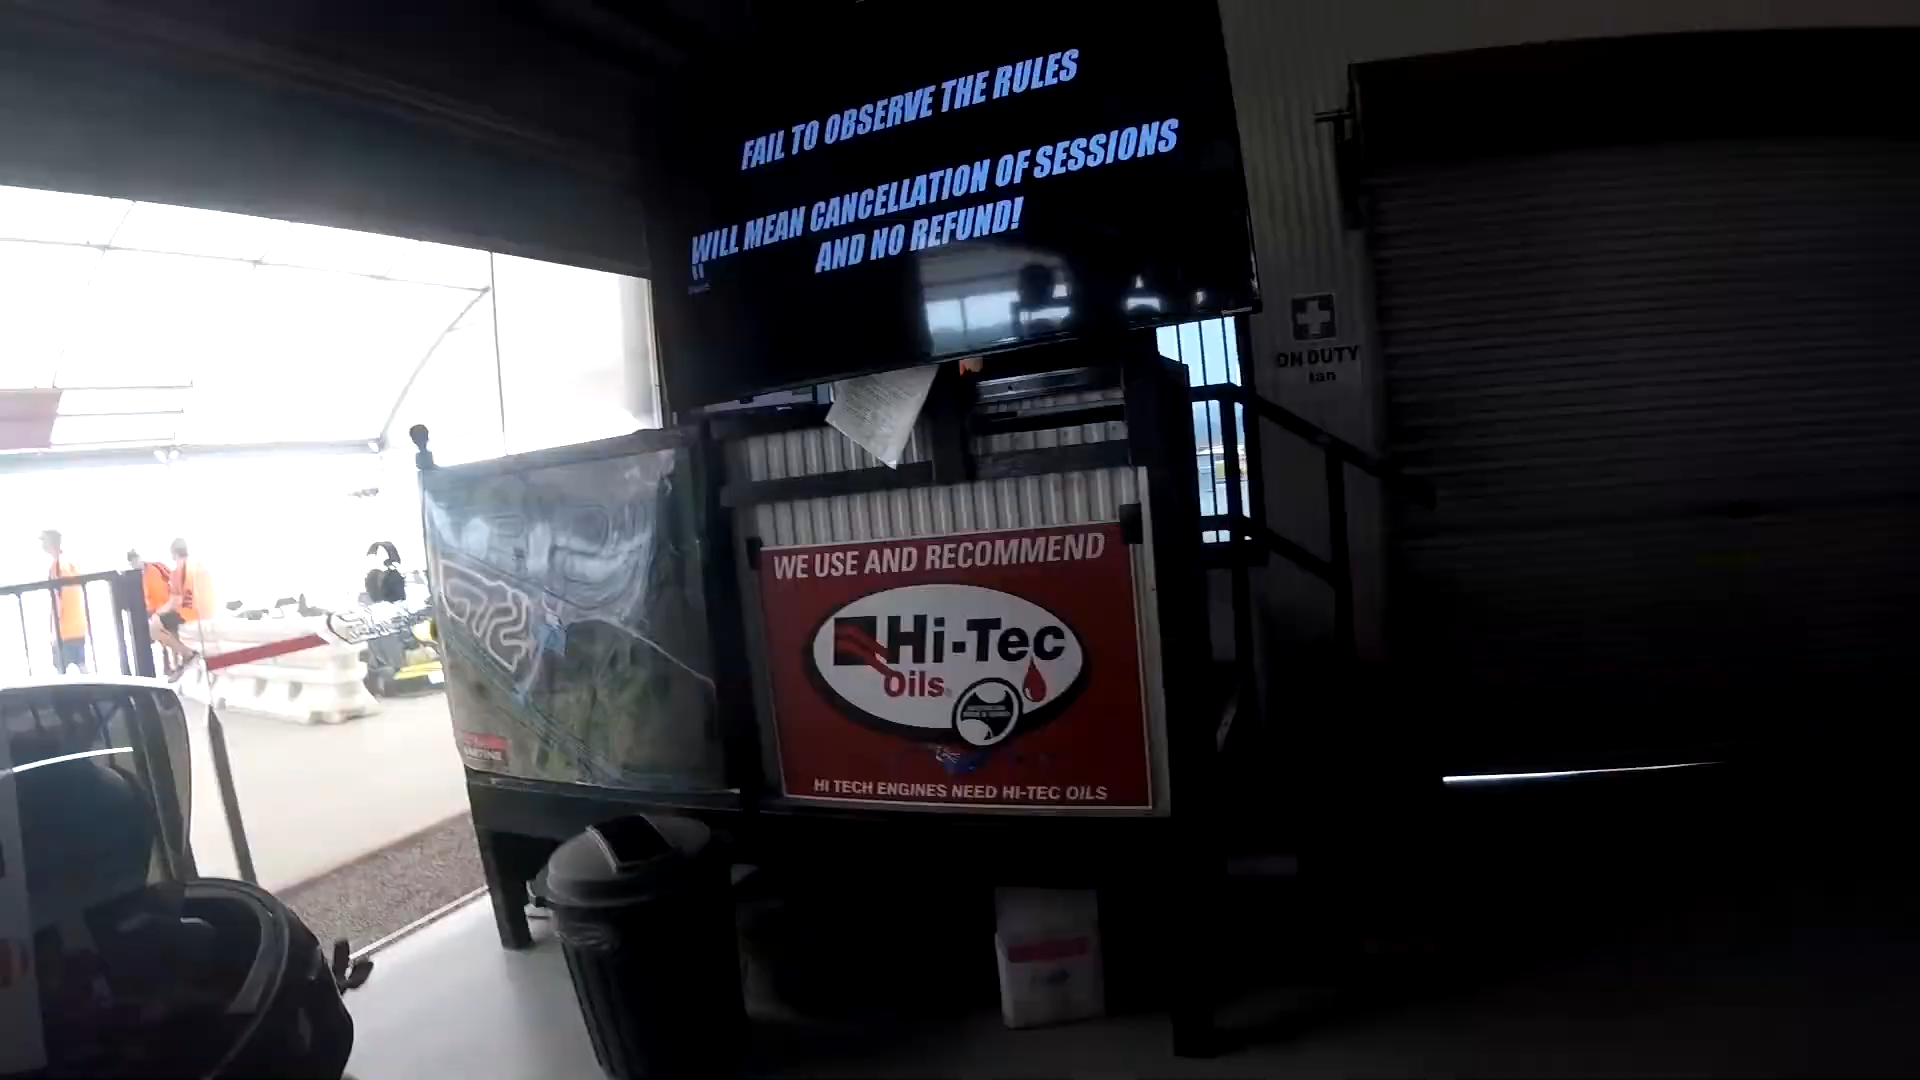 FAIL TO OBSERVE THE RULES
WILL MEAN CANCELLATION OF SESSIONS
AND NO REFUND!
ON DUTY
Ian
WE USE AND RECOMMEND
Hi-Tec
Oils
HI TECH ENGINES NEED HI-TEC OILS